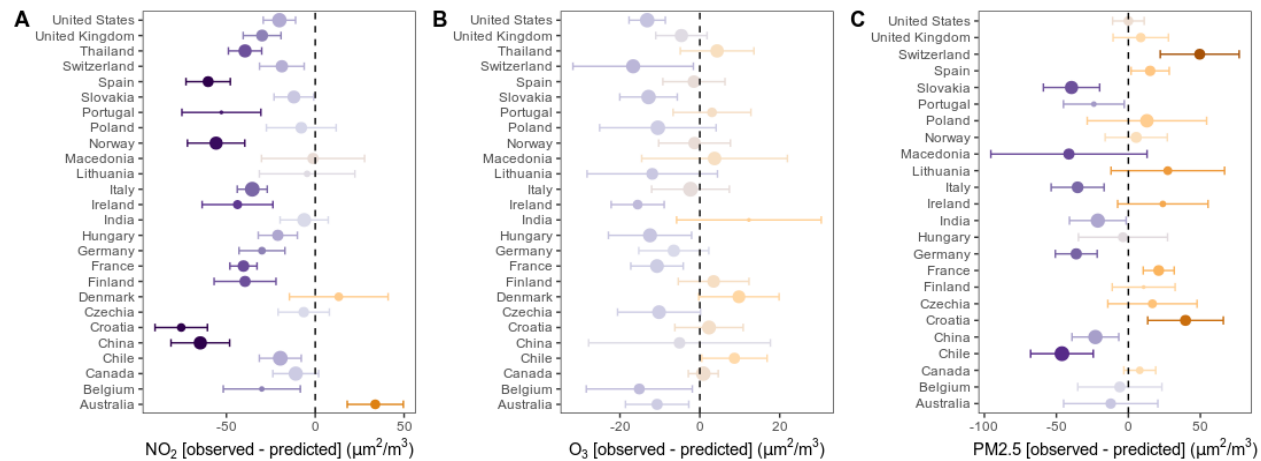 A
United States
United Kingdom
Thailand
Switzerland
Spain
Slovakia
Portugal
Poland
Norway
Macedonia
Lithuania
Italy
Ireland
India
Hungary
Germany
France
Finland
Denmark
Czechia
Croatia
China
Chile
Canada
Belgium
Australia
-50 0 50
NO₂ [observed - predicted] (μm²/m³)
B
United States
United Kingdom
Thailand
Switzerland
Spain
Slovakia
Portugal
Poland
Norway
Macedonia
Lithuania
Italy
Ireland
India
Hungary
Germany
France
Finland
Denmark
Czechia
Croatia
China
Chile
Canada
Belgium
Australia
-20 0 20
O₃ [observed - predicted] (μm²/m³)
C
United States
United Kingdom
Switzerland
Spain
Slovakia
Portugal
Poland
Norway
Macedonia
Lithuania
Italy
Ireland
India
Hungary
Germany
France
Finland
Czechia
Croatia
China
Chile
Canada
Belgium
Australia
-100 -50 0 50
PM2.5 [observed - predicted] (μm²/m³)